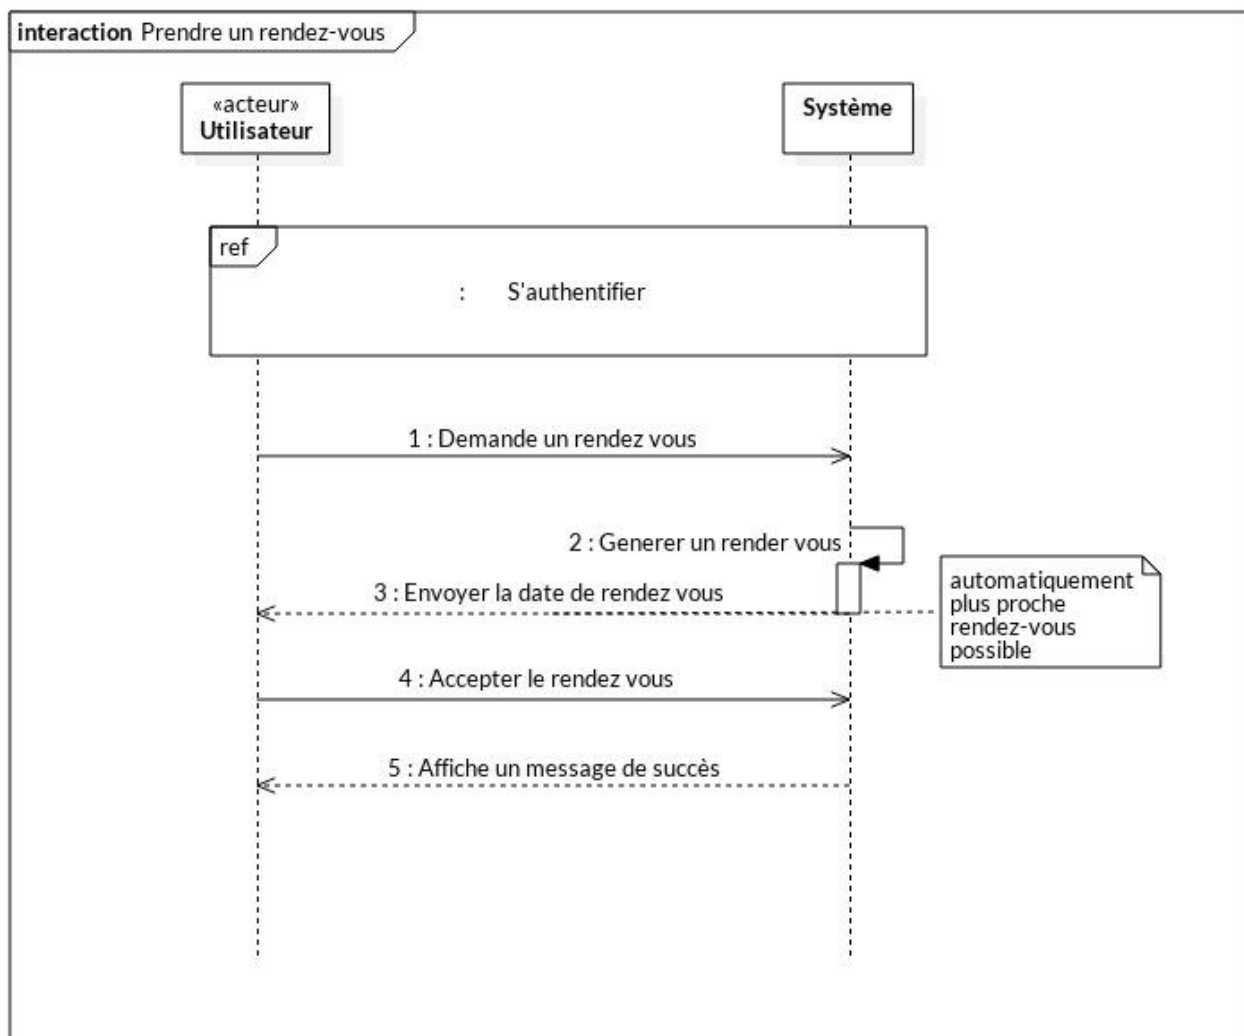 interaction Prendre un rendez-vous
«acteur»
Utilisateur
Système
ref
: S'authentifier
1 : Demande un rendez vous
2 : Generer un render vous
3 : Envoyer la date de rendez vous
automatiquement
plus proche
rendez-vous
possible
4 : Accepter le rendez vous
5 : Affiche un message de succès